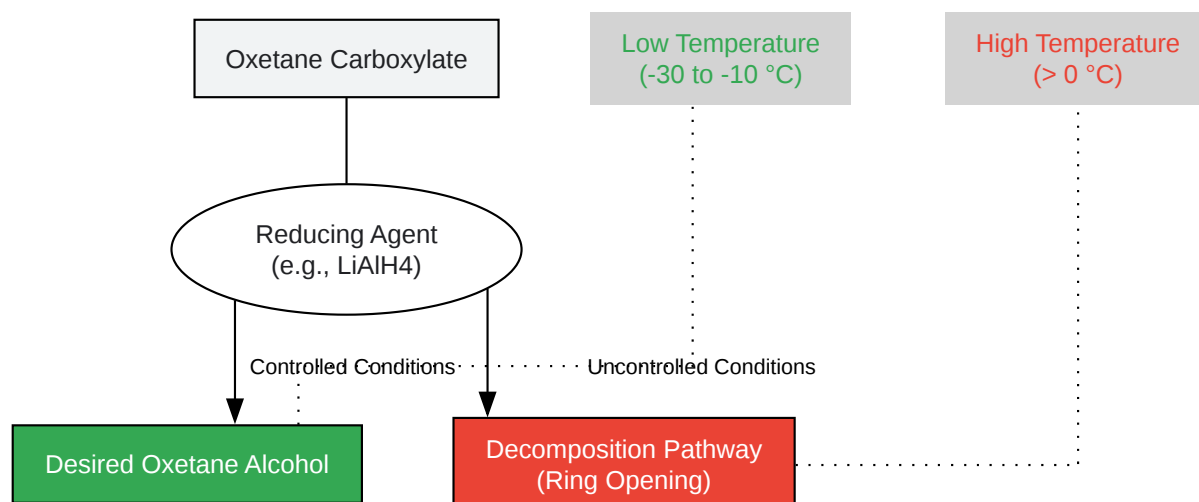 Oxetane Carboxylate
Low Temperature
(-30 to -10 °C)
High Temperature
(> 0 °C)
Reducing Agent
(e.g., LiAlH4)
Controlled Conditions
Uncontrolled Conditions
Desired Oxetane Alcohol
Decomposition Pathway
(Ring Opening)